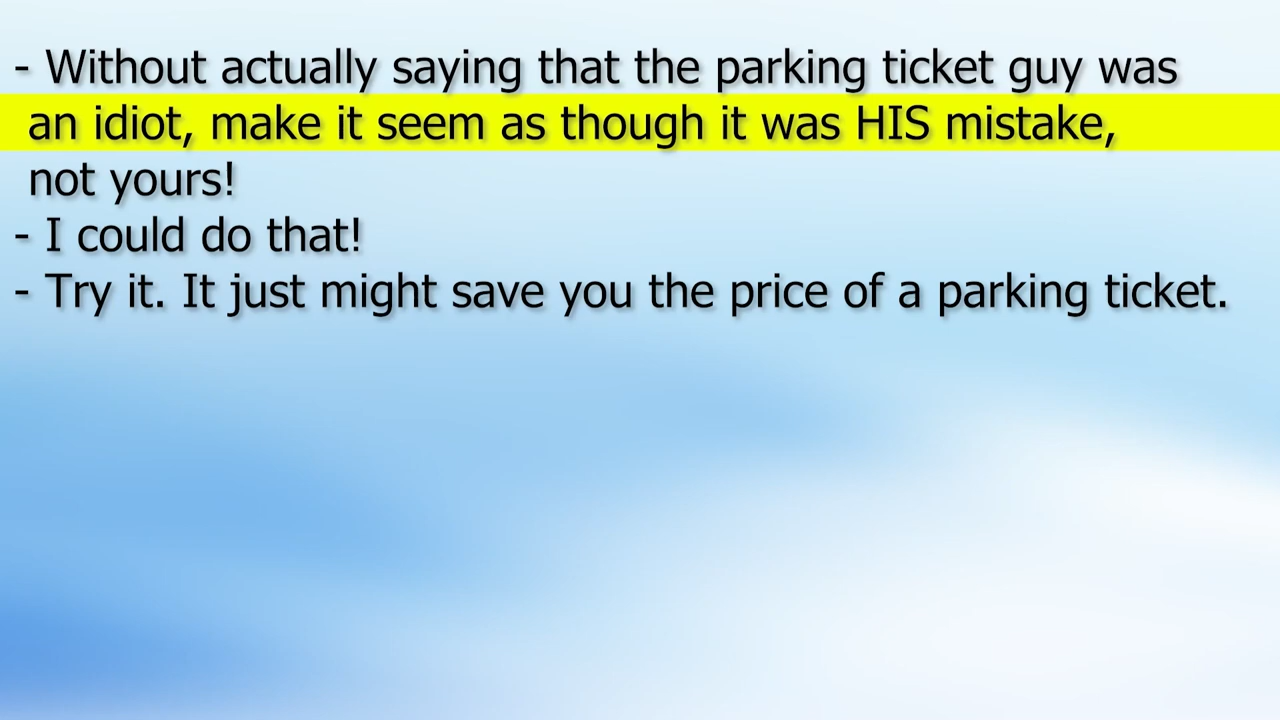 - Without actually saying that the parking ticket guy was
an idiot, make it seem as though it was HIS mistake,
not yours!
- I could do that!
- Try it. It just might save you the price of a parking ticket.